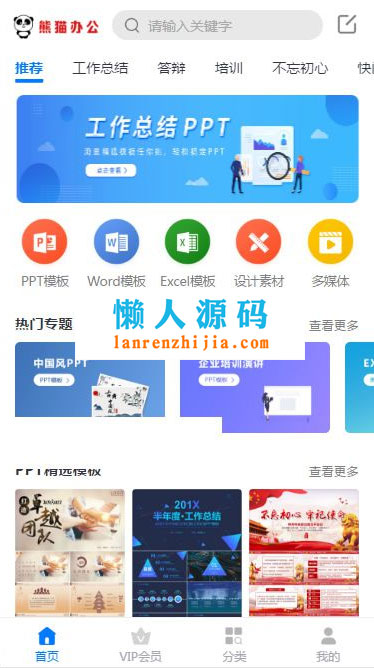 熊猫办公
请输入关键字
推荐 工作总结 答辩 培训 不忘初心 快
工作总结PPT
海量精选模板任你选，轻松搞定PPT
点击查看
PPT模板 Word模板 Excel模板 设计素材 多媒体
懒人源码
lanrenzhijia.com
热门专题 查看更多
中国风PPT
PPT模板
企业培训演讲
PPT模板
EX
PPT精选模板 查看更多
打造
卓越
团队
201X
半年度·工作总结
不忘初心 牢记使命
首页 VIP会员 分类 我的